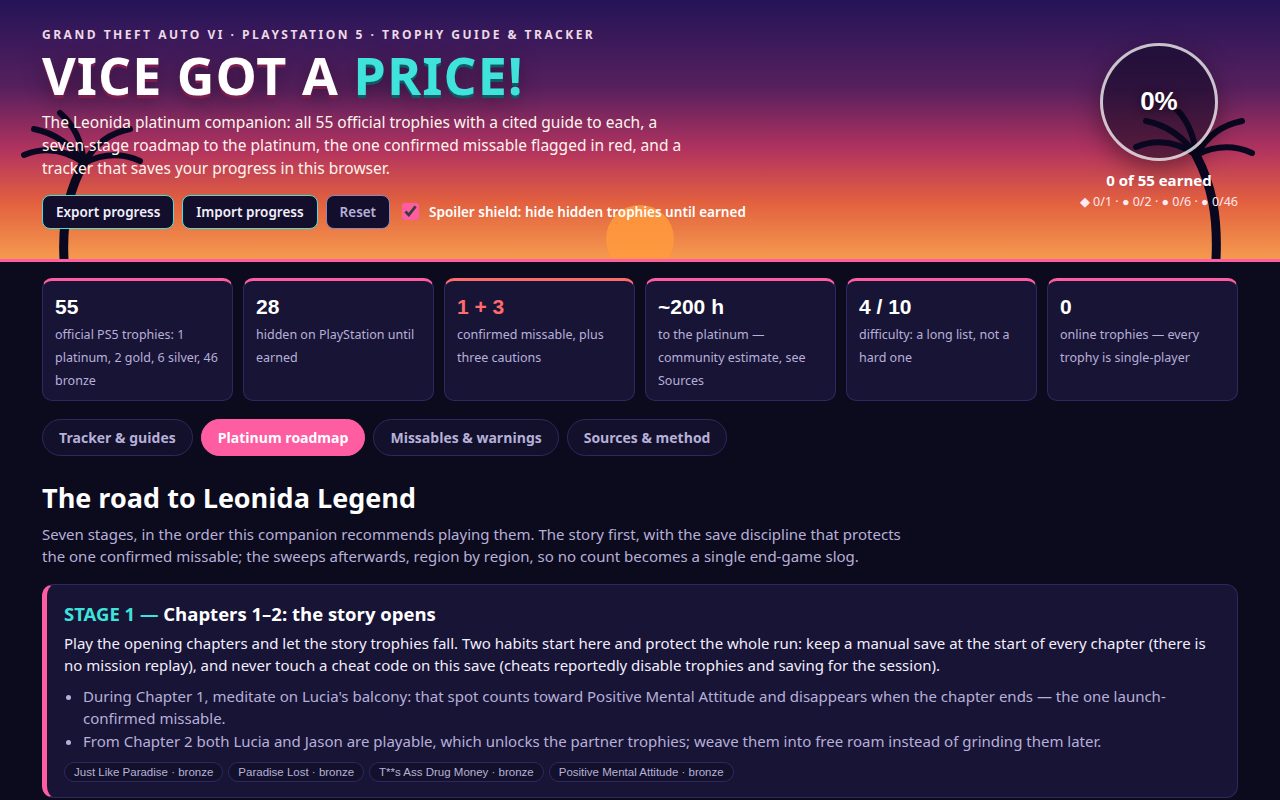 GRAND THEFT AUTO VI · PLAYSTATION 5 · TROPHY GUIDE & TRACKER
VICE GOT A PRICE!
The Leonida platinum companion: all 55 official trophies with a cited guide to each, a
seven-stage roadmap to the platinum, the one confirmed missable flagged in red, and a
tracker that saves your progress in this browser.
Export progress
Import progress
Reset
Spoiler shield: hide hidden trophies until earned
0%
0 of 55 earned
◆ 0/1 · ● 0/2 · ● 0/6 · ● 0/46
55
official PS5 trophies: 1
platinum, 2 gold, 6 silver, 46
bronze
28
hidden on PlayStation until
earned
1 + 3
confirmed missable, plus
three cautions
~200 h
to the platinum —
community estimate, see
Sources
4 / 10
difficulty: a long list, not a
hard one
0
online trophies — every
trophy is single-player
Tracker & guides
Platinum roadmap
Missables & warnings
Sources & method
The road to Leonida Legend
Seven stages, in the order this companion recommends playing them. The story first, with the save discipline that protects
the one confirmed missable; the sweeps afterwards, region by region, so no count becomes a single end-game slog.
STAGE 1 — Chapters 1–2: the story opens
Play the opening chapters and let the story trophies fall. Two habits start here and protect the whole run: keep a manual save at the start of every chapter (there is
no mission replay), and never touch a cheat code on this save (cheats reportedly disable trophies and saving for the session).
• During Chapter 1, meditate on Lucia's balcony: that spot counts toward Positive Mental Attitude and disappears when the chapter ends — the one launch-
confirmed missable.
• From Chapter 2 both Lucia and Jason are playable, which unlocks the partner trophies; weave them into free roam instead of grinding them later.
Just Like Paradise · bronze
Paradise Lost · bronze
T**s Ass Drug Money · bronze
Positive Mental Attitude · bronze